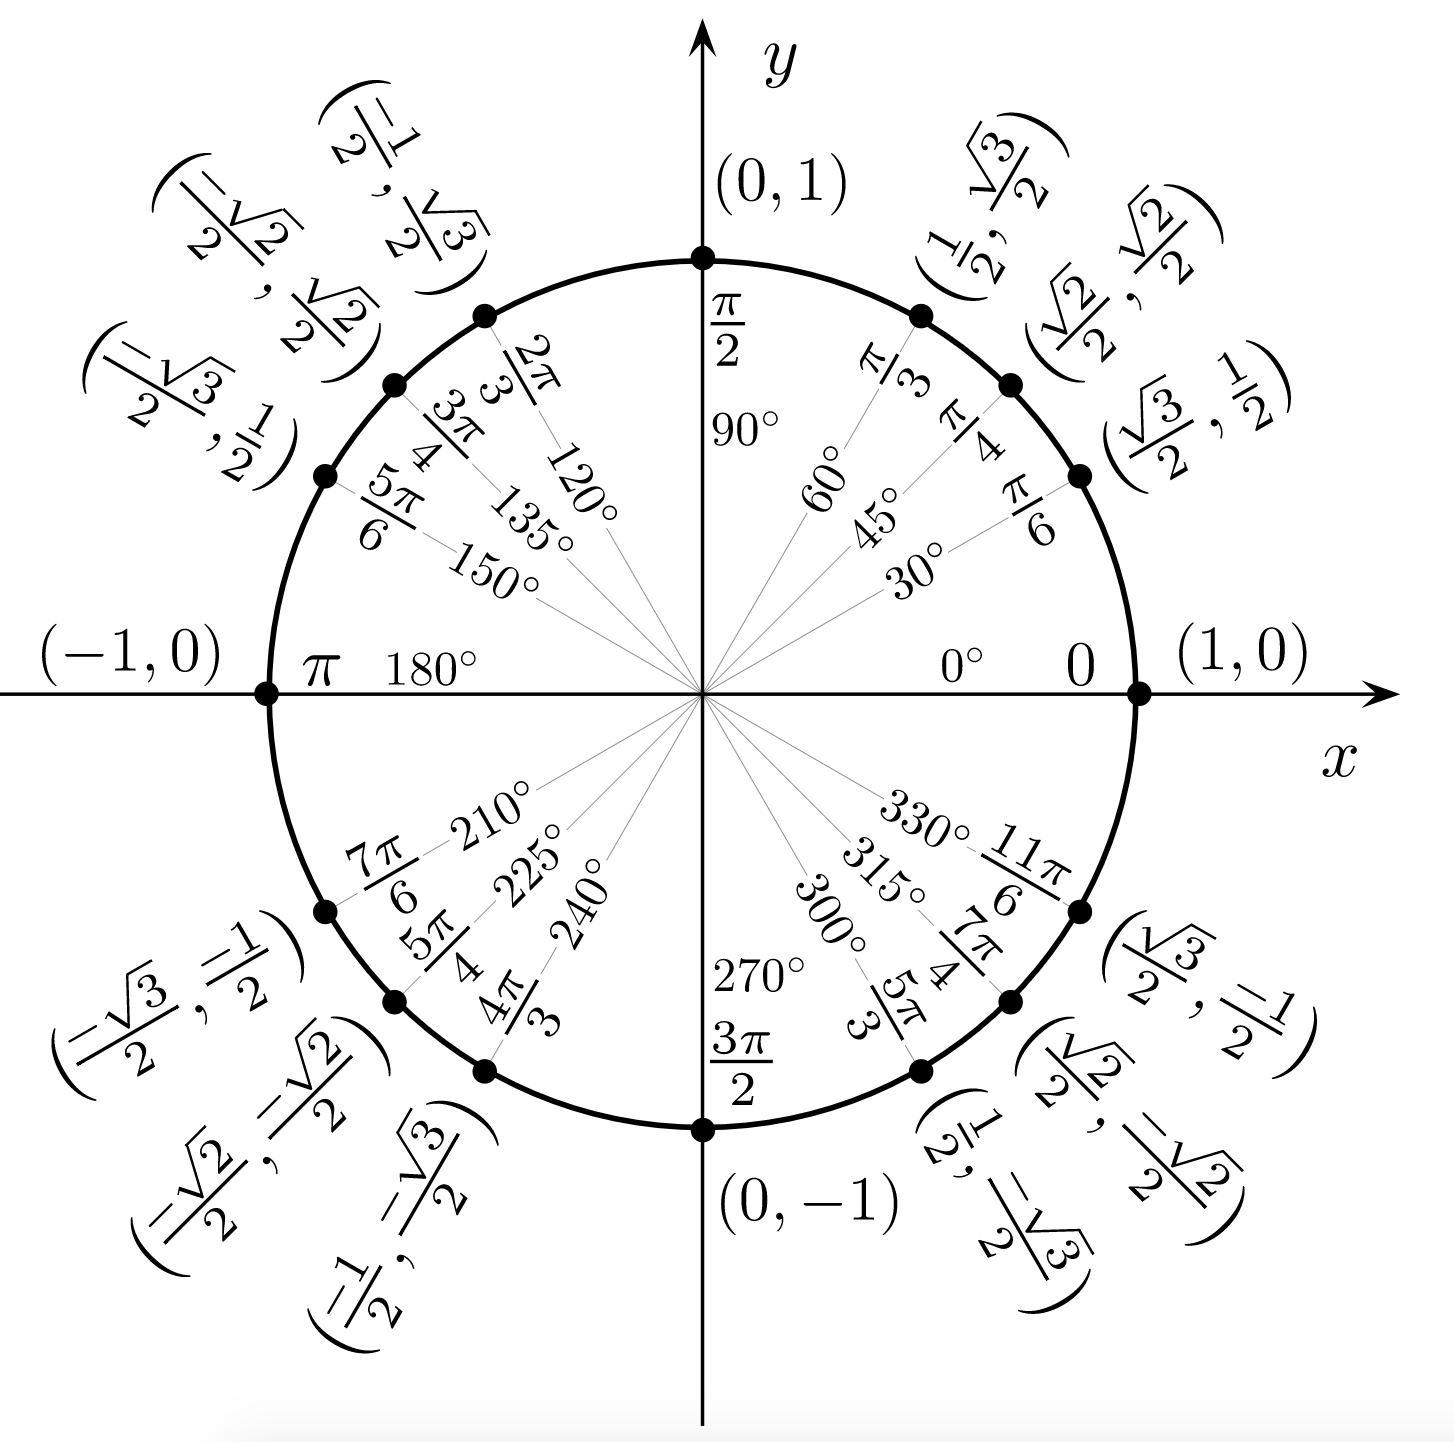 y
(0, 1)
(1/2, √3/2)
(√2/2, √2/2)
(√3/2, 1/2)
(−1/2, √3/2)
(−√2/2, √2/2)
(−√3/2, 1/2)
π/2
90°
π/3
60°
π/4
45°
π/6
30°
2π/3
120°
3π/4
135°
5π/6
150°
(−1, 0)
π
180°
0°
0
(1, 0)
x
7π/6
210°
5π/4
225°
4π/3
240°
270°
3π/2
300°
5π/3
315°
7π/4
330°
11π/6
(−√3/2, −1/2)
(−√2/2, −√2/2)
(−1/2, −√3/2)
(0, −1)
(√3/2, −1/2)
(√2/2, −√2/2)
(1/2, −√3/2)